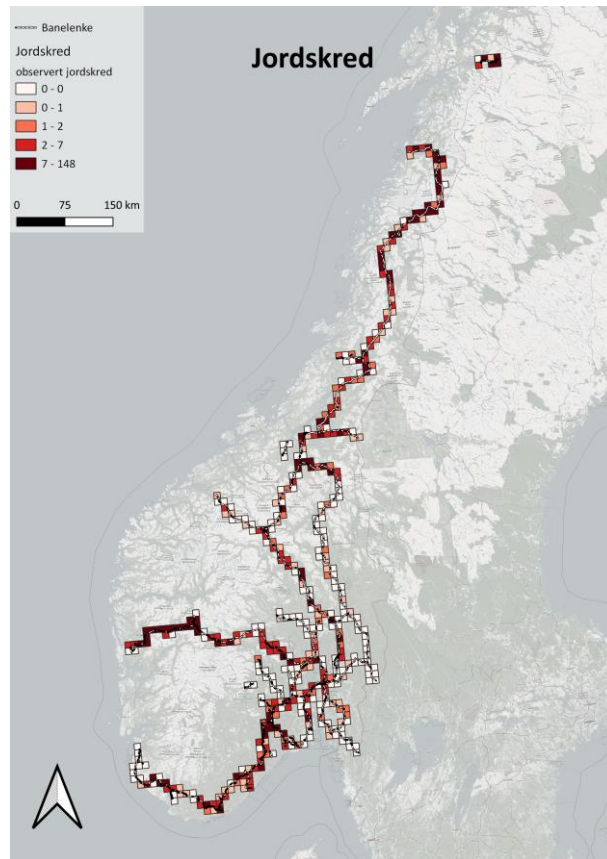 Banelenke
Jordskred
Jordskred
observert jordskred
0 - 0
0 - 1
1 - 2
2 - 7
7 - 148
0 75 150 km